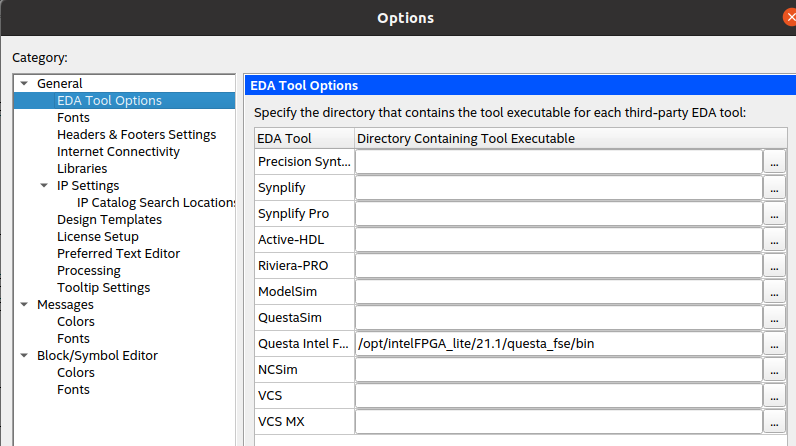 Options
Category:
General
EDA Tool Options
Fonts
Headers & Footers Settings
Internet Connectivity
Libraries
IP Settings
IP Catalog Search Locations
Design Templates
License Setup
Preferred Text Editor
Processing
Tooltip Settings
Messages
Colors
Fonts
Block/Symbol Editor
Colors
Fonts
EDA Tool Options
Specify the directory that contains the tool executable for each third-party EDA tool:
EDA Tool Directory Containing Tool Executable
Precision Synt... ...
Synplify ...
Synplify Pro ...
Active-HDL ...
Riviera-PRO ...
ModelSim ...
QuestaSim ...
Questa Intel F... /opt/intelFPGA_lite/21.1/questa_fse/bin ...
NCSim ...
VCS ...
VCS MX ...